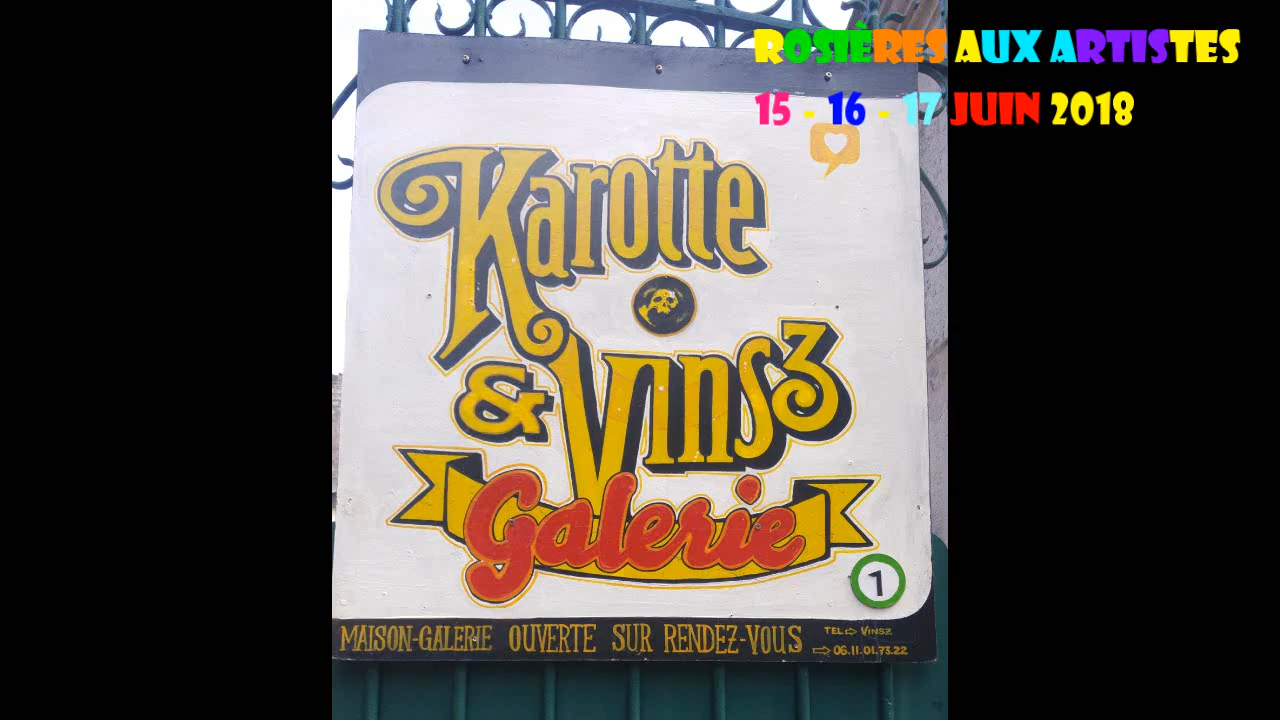 ROSIÈRES AUX ARTISTES
15 - 16 - 17 JUIN 2018
Karotte
& Vinsz
Galerie
1
MAISON-GALERIE OUVERTE SUR RENDEZ-VOUS
TEL ⇨ VINSZ
⇨ 06.11.01.73.22